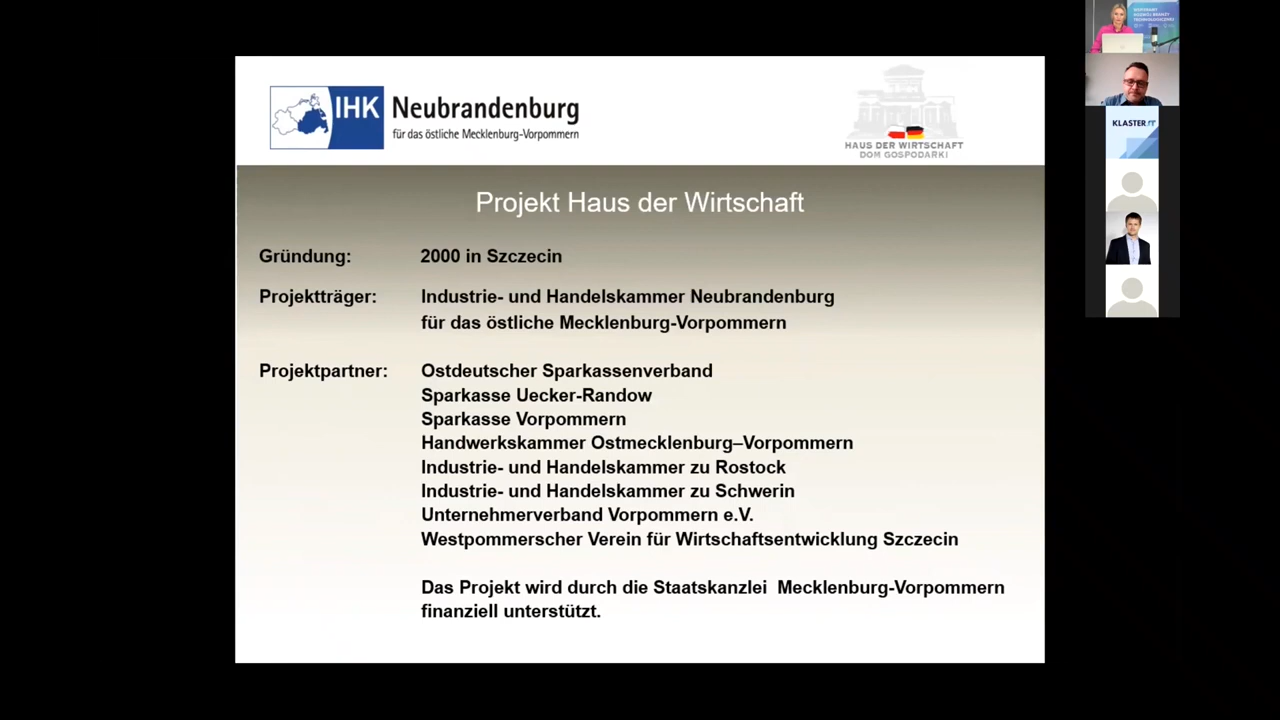 IHK Neubrandenburg
für das östliche Mecklenburg-Vorpommern
HAUS DER WIRTSCHAFT
DOM GOSPODARKI
Projekt Haus der Wirtschaft
Gründung: 2000 in Szczecin
Projektträger: Industrie- und Handelskammer Neubrandenburg
für das östliche Mecklenburg-Vorpommern
Projektpartner: Ostdeutscher Sparkassenverband
Sparkasse Uecker-Randow
Sparkasse Vorpommern
Handwerkskammer Ostmecklenburg–Vorpommern
Industrie- und Handelskammer zu Rostock
Industrie- und Handelskammer zu Schwerin
Unternehmerverband Vorpommern e.V.
Westpommerscher Verein für Wirtschaftsentwicklung Szczecin
Das Projekt wird durch die Staatskanzlei Mecklenburg-Vorpommern
finanziell unterstützt.
KLASTER IT